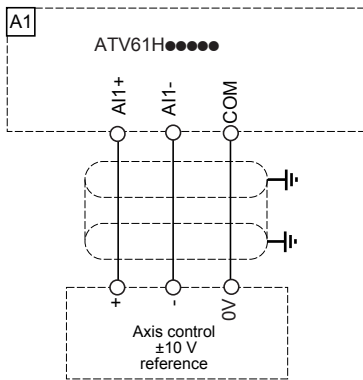 A1
ATV61H●●●●●
AI1+
AI1-
COM
+
-
0V
Axis control
±10 V
reference